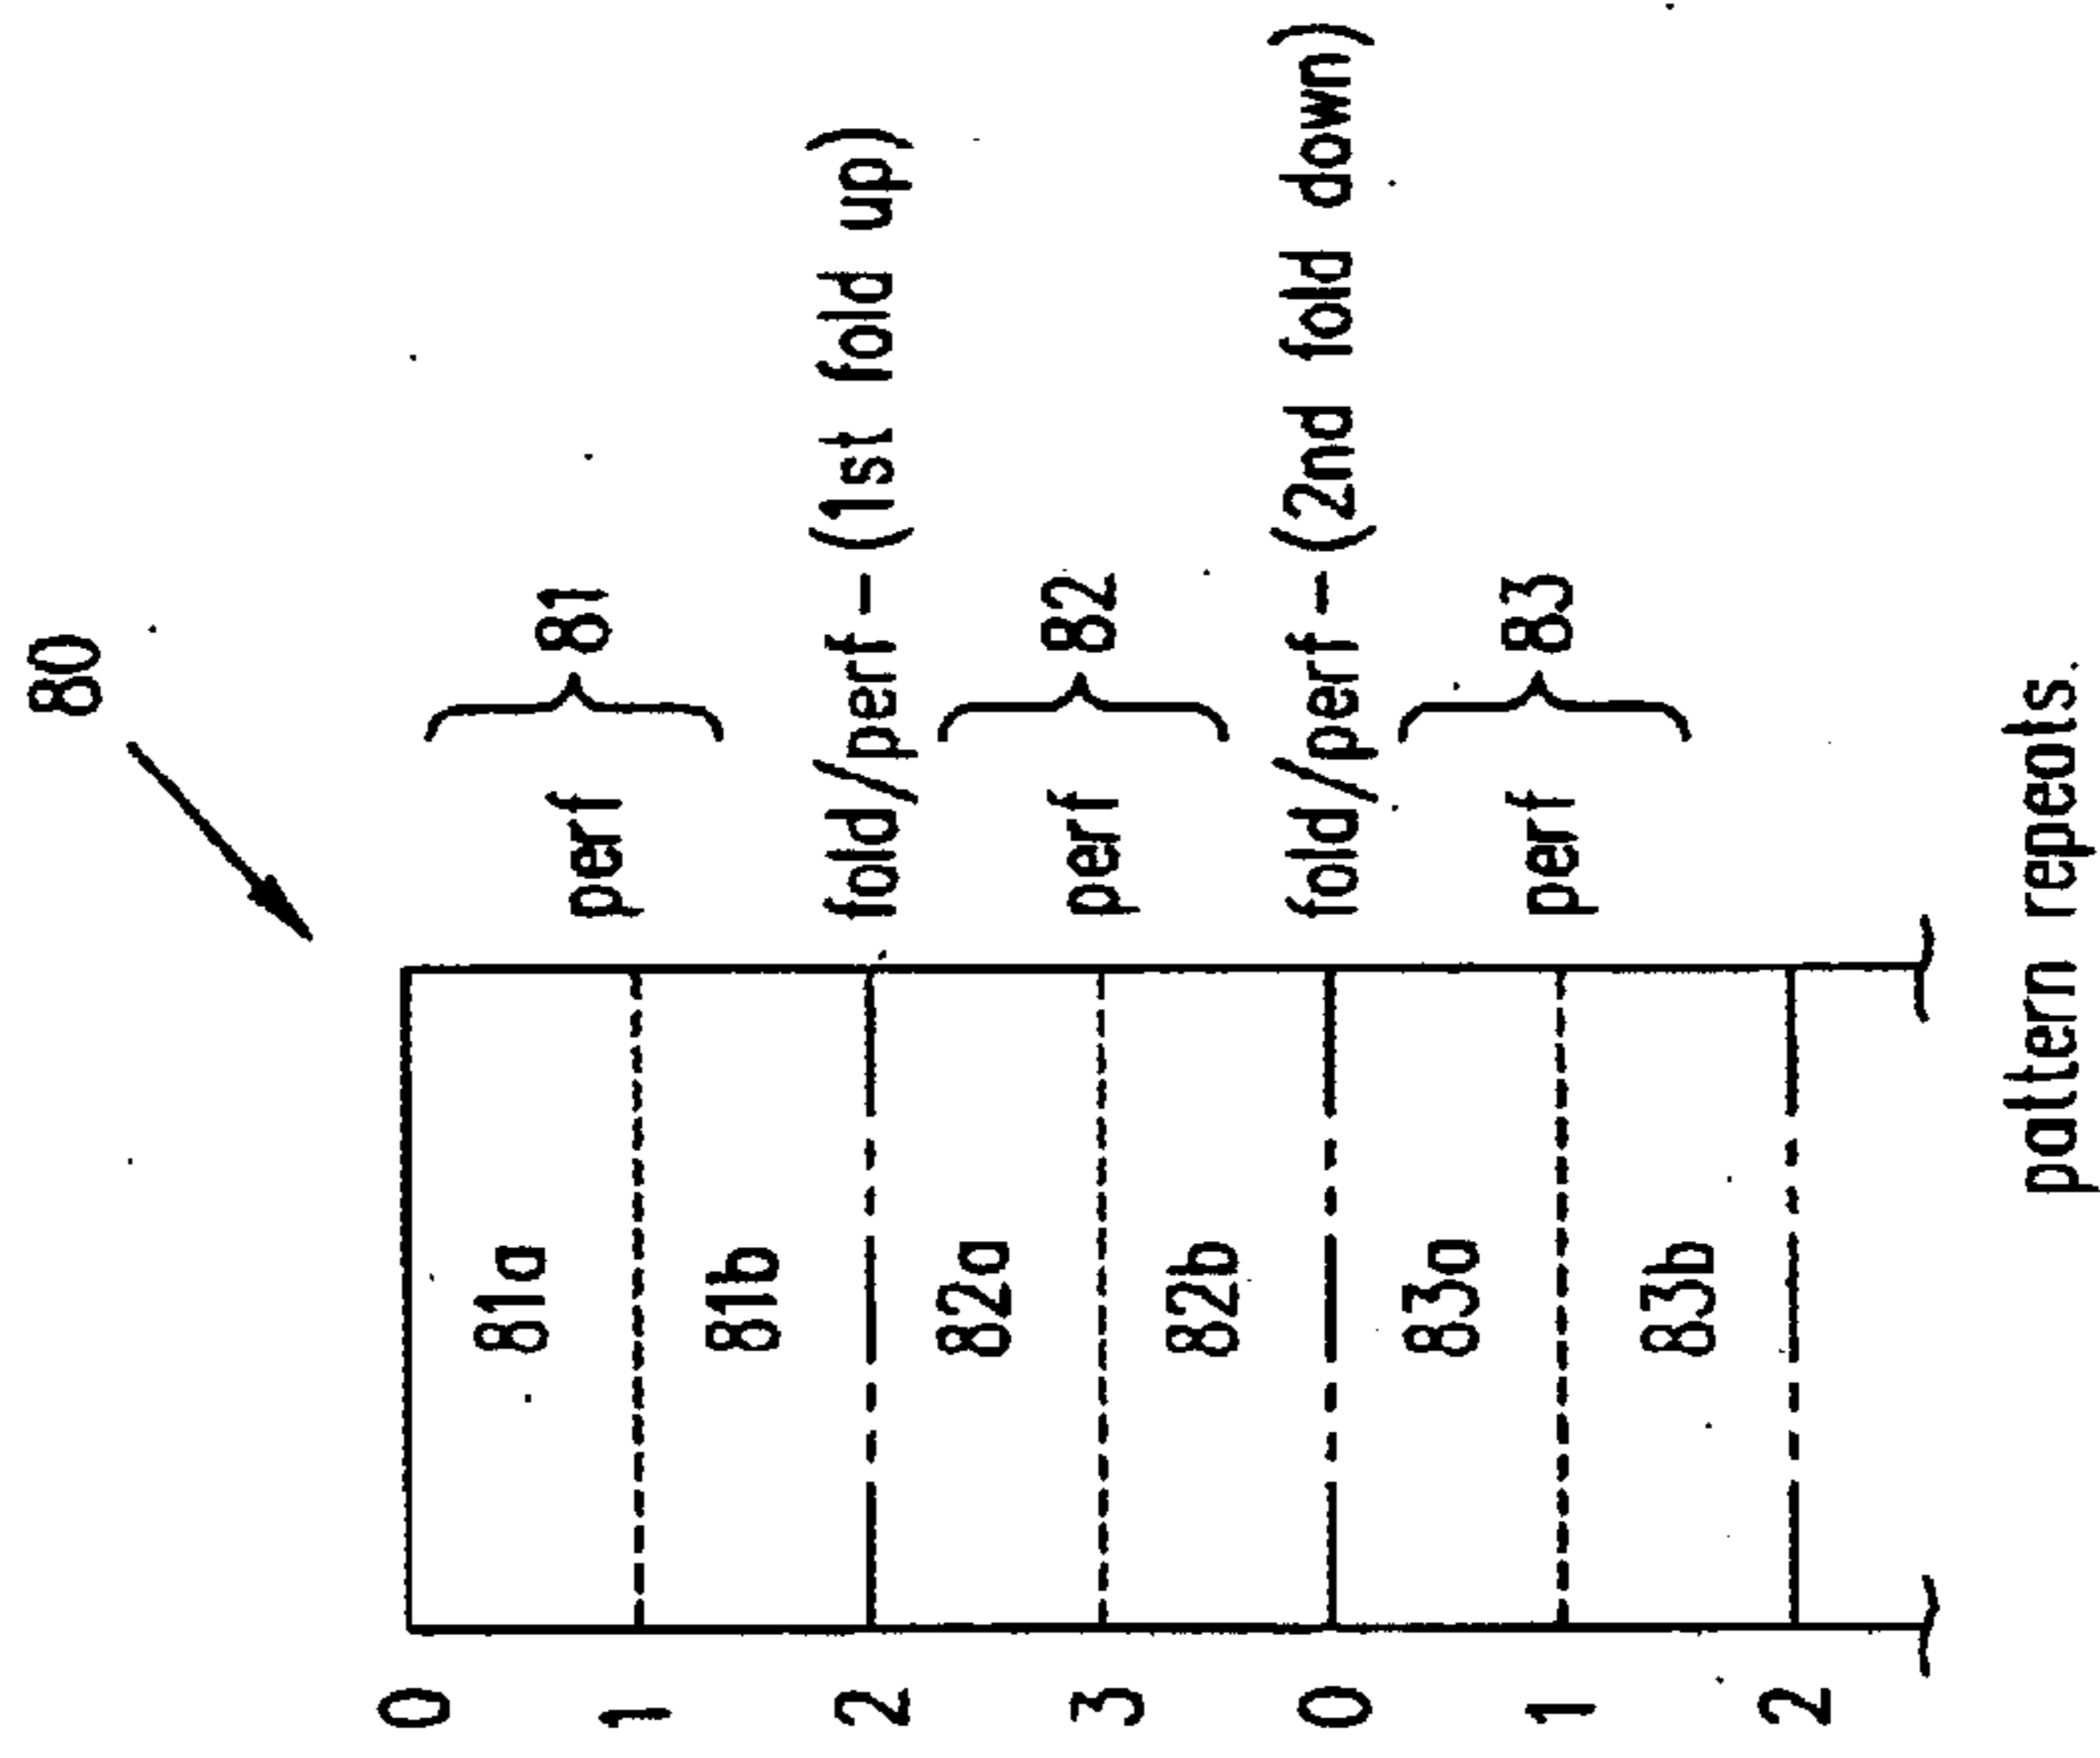 80
0
81a
1 perf 81
81b
2 fold/perf – (1st fold up)
82a
3 perf 82
82b
0 fold/perf – (2nd fold down)
83a
1 perf 83
83b
2
pattern repeats.